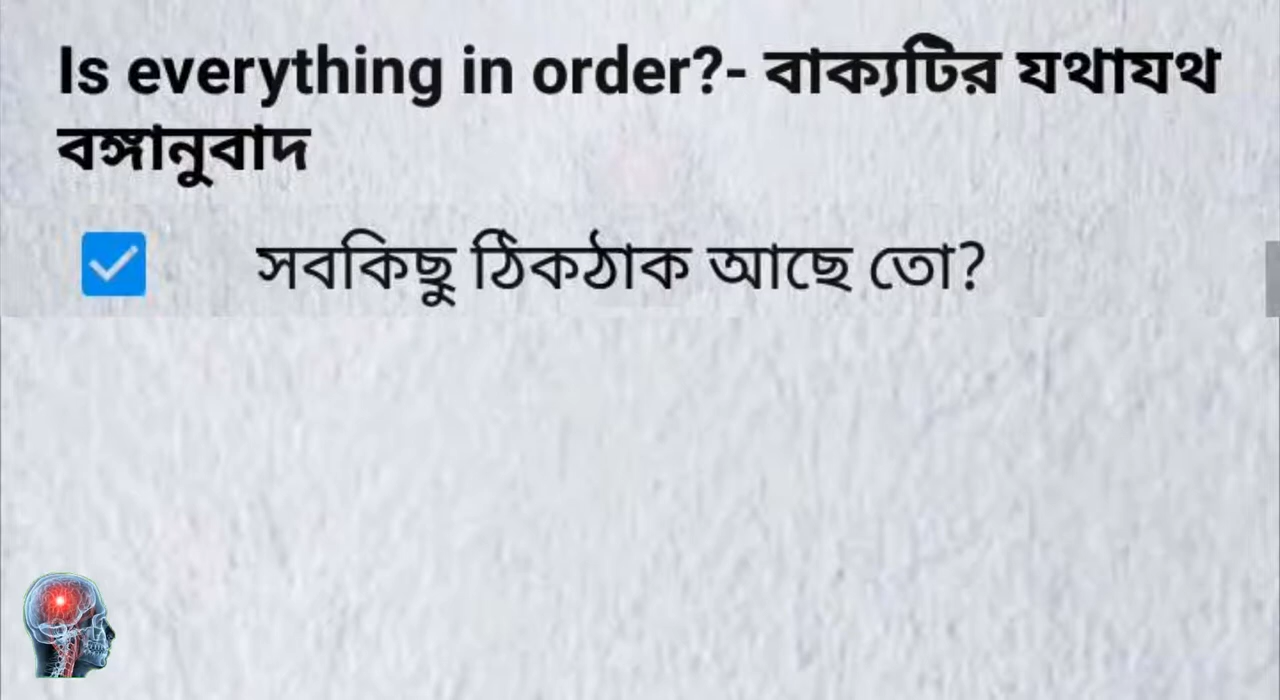 Is everything in order?- বাক্যটির যথাযথ
বঙ্গানুবাদ
সবকিছু ঠিকঠাক আছে তো?